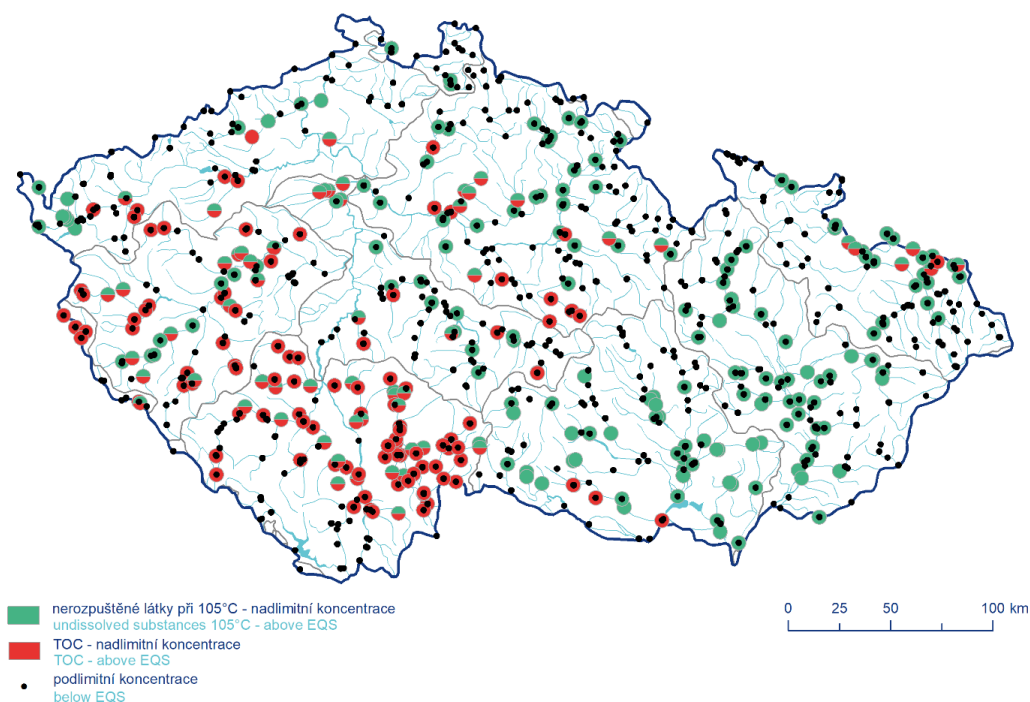 nerozpuštěné látky při 105°C - nadlimitní koncentrace
undissolved substances 105°C - above EQS
TOC - nadlimitní koncentrace
TOC - above EQS
podlimitní koncentrace
below EQS
0 25 50 100 km